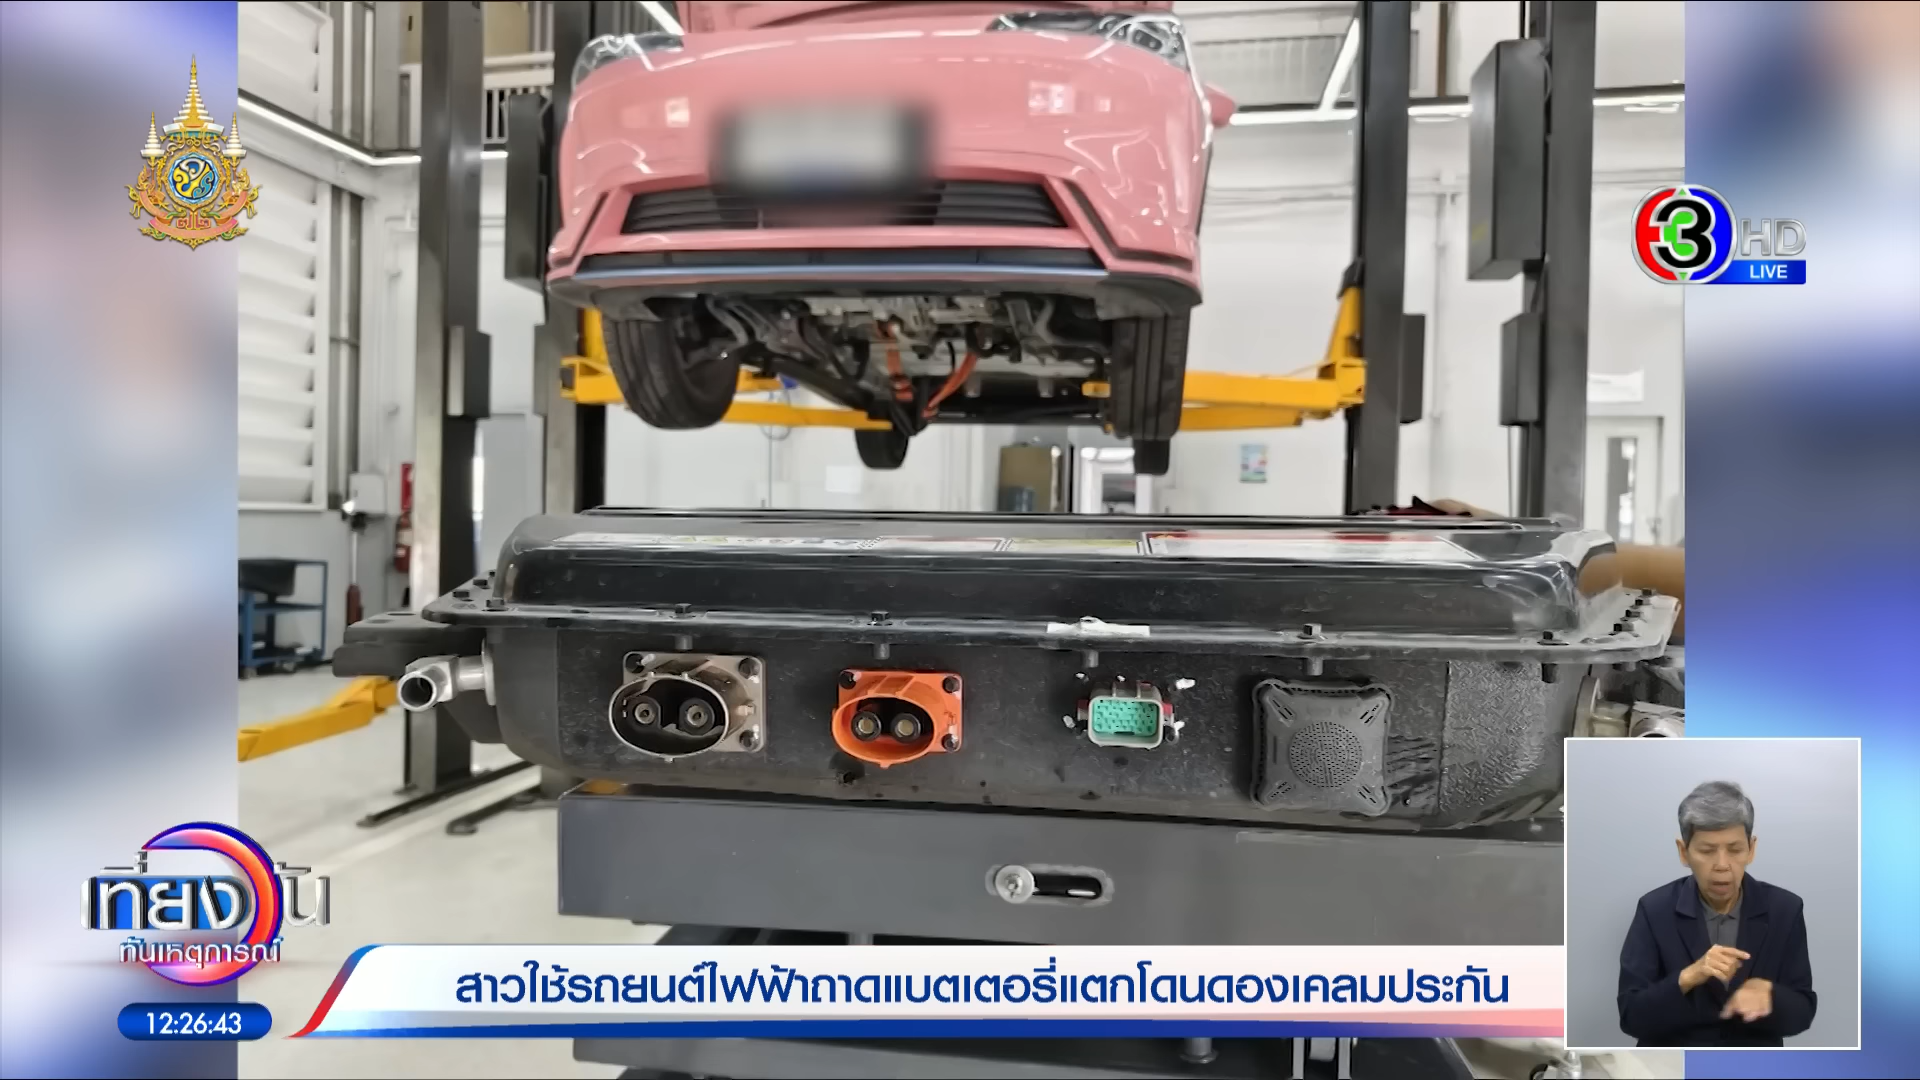 3 HD
LIVE
เที่ยงวัน
ทันเหตุการณ์
12:26:43
สาวใช้รถยนต์ไฟฟ้าถาดแบตเตอรี่แตกโดนดองเคลมประกัน